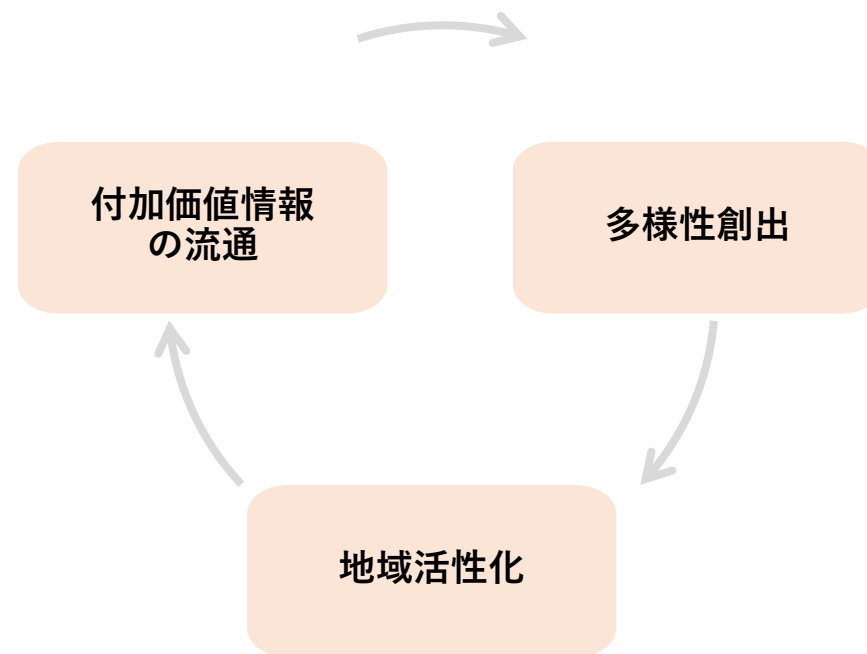 付加価値情報
の流通
多様性創出
地域活性化